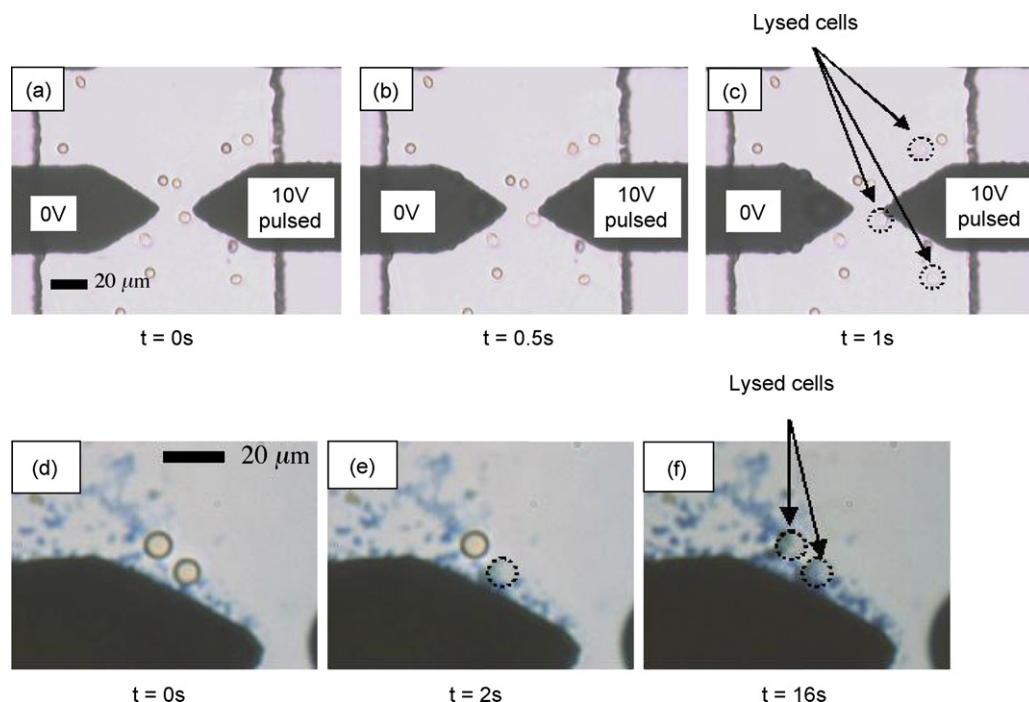 Lysed cells
(a)
(b)
(c)
0V
10V
pulsed
0V
10V
pulsed
0V
10V
pulsed
20 μm
t = 0s
t = 0.5s
t = 1s
Lysed cells
(d)
20 μm
(e)
(f)
t = 0s
t = 2s
t = 16s